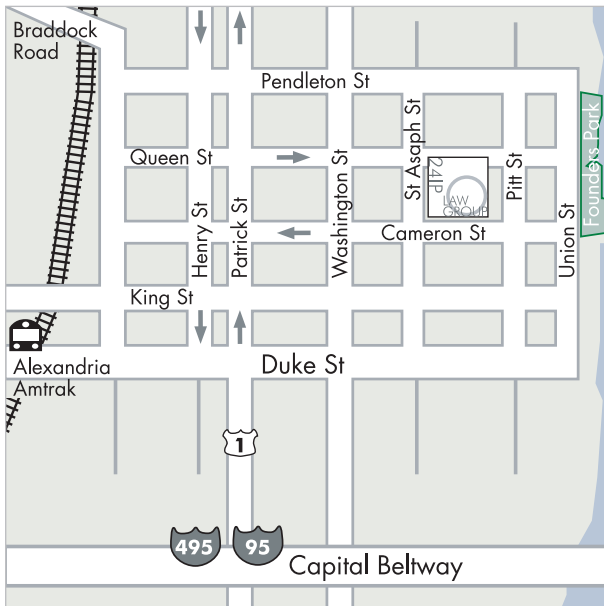 Braddock
Road
Pendleton St
Queen St
St Asaph St
Founders Park
24IP
LAW
GROUP
Pitt St
Henry St
Patrick St
Washington St
Cameron St
Union St
King St
Alexandria
Amtrak
Duke St
1
495
95
Capital Beltway